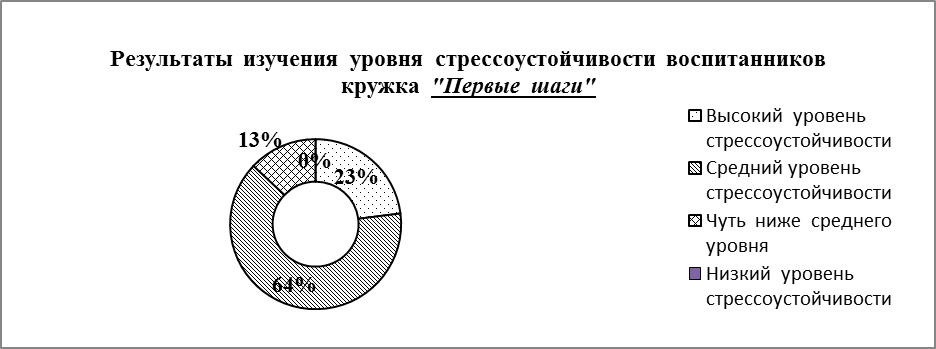 Результаты изучения уровня стрессоустойчивости воспитанников
кружка "Первые шаги"
13%
0%
23%
64%
Высокий уровень
стрессоустойчивости
Средний уровень
стрессоустойчивости
Чуть ниже среднего
уровня
Низкий уровень
стрессоустойчивости